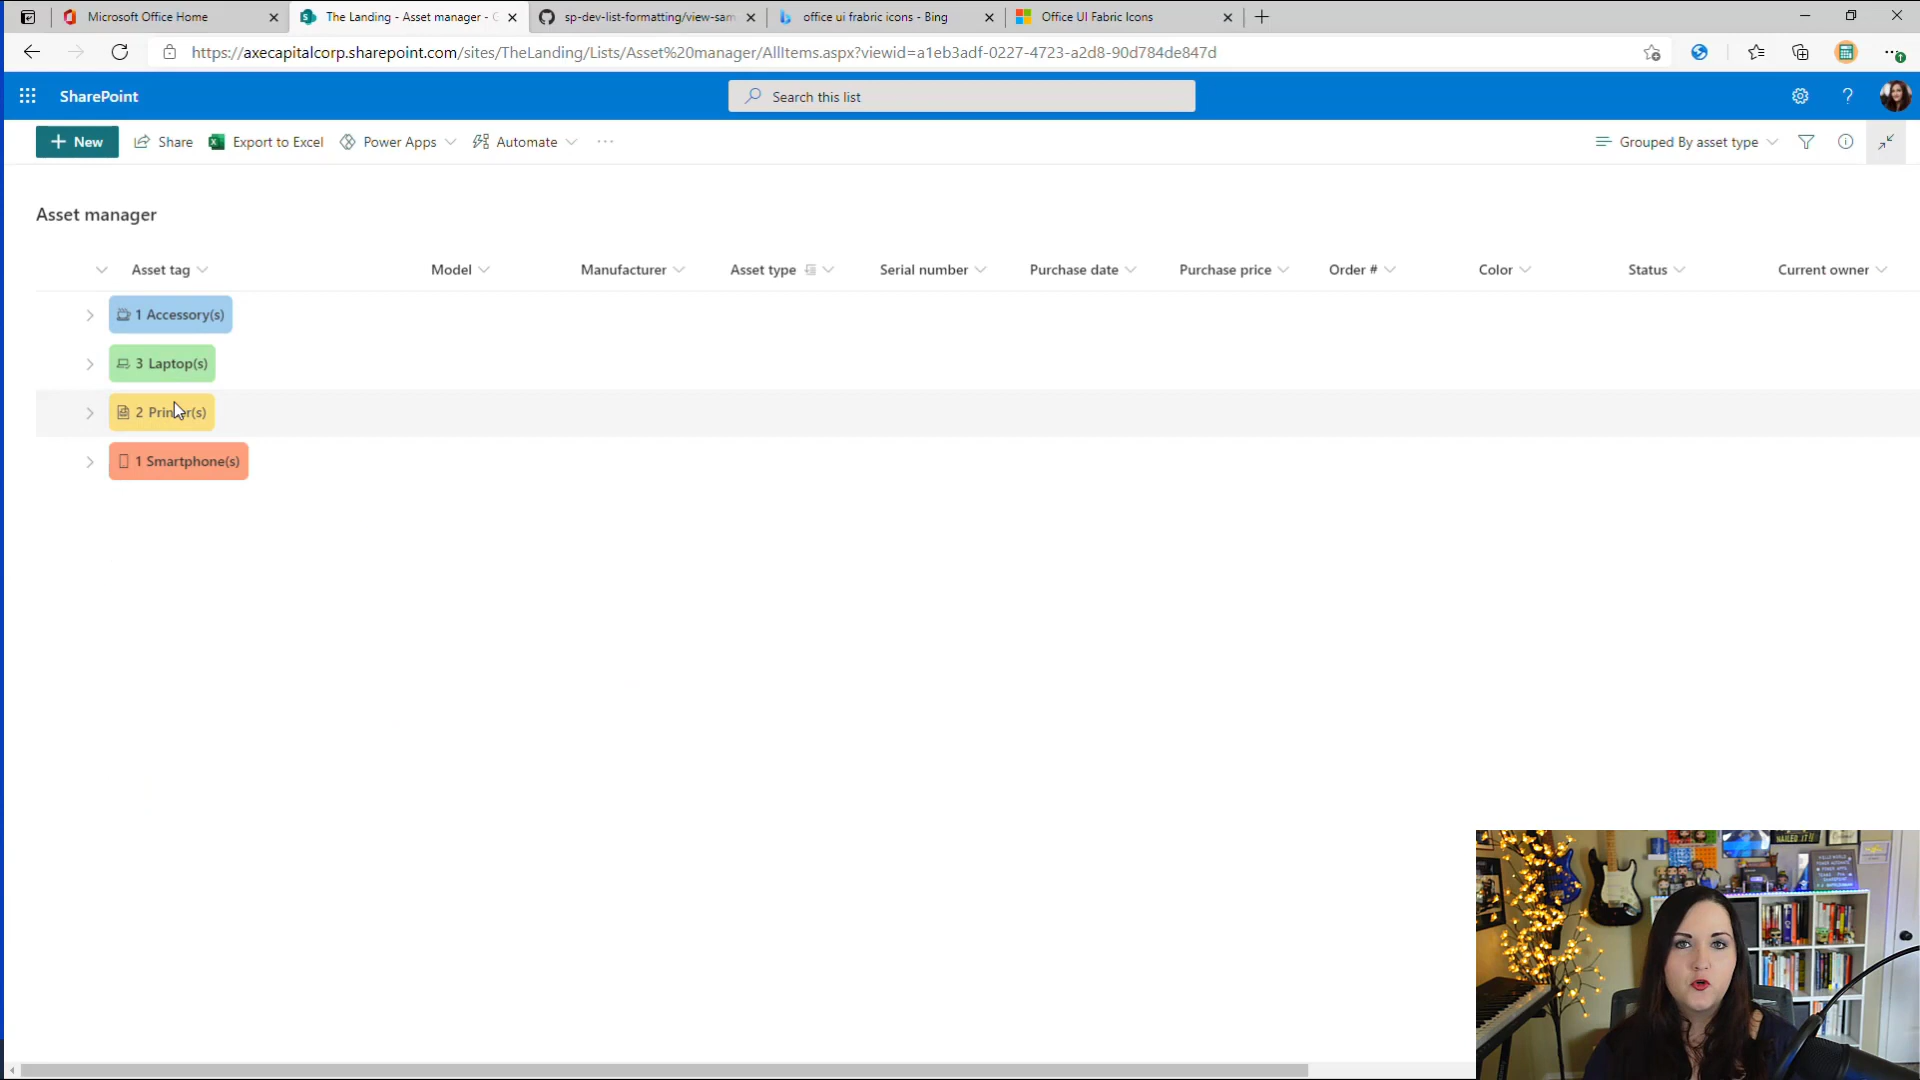 Microsoft Office Home
The Landing - Asset manager - G
sp-dev-list-formatting/view-sam
office ui frabric icons - Bing
Office UI Fabric Icons
https://axecapitalcorp.sharepoint.com/sites/TheLanding/Lists/Asset%20manager/AllItems.aspx?viewid=a1eb3adf-0227-4723-a2d8-90d784de847d
SharePoint
Search this list
New
Share
Export to Excel
Power Apps
Automate
Grouped By asset type
Asset manager
Asset tag
Model
Manufacturer
Asset type
Serial number
Purchase date
Purchase price
Order #
Color
Status
Current owner
1 Accessory(s)
3 Laptop(s)
2 Printer(s)
1 Smartphone(s)
NAILED IT!!